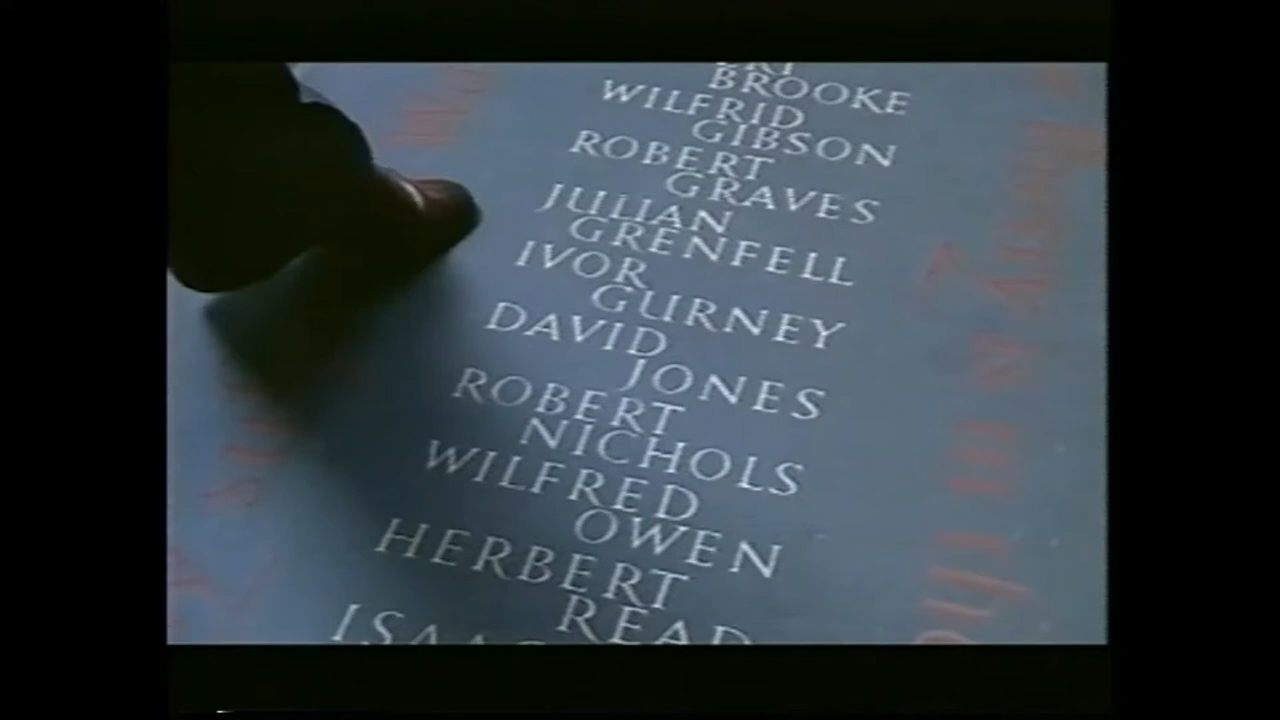 BROOKE
WILFRID
GIBSON
ROBERT
GRAVES
JULIAN
GRENFELL
IVOR
GURNEY
DAVID
JONES
ROBERT
NICHOLS
WILFRED
OWEN
HERBERT
READ